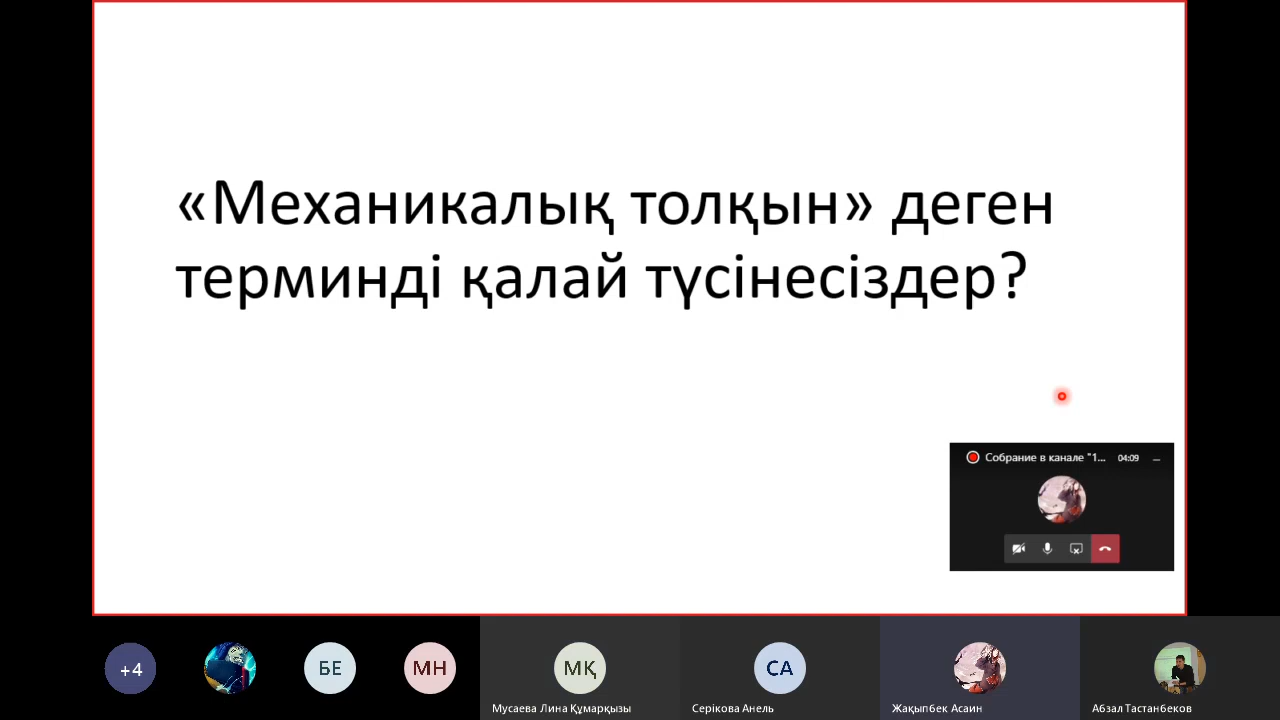 «Механикалық толқын» деген
терминді қалай түсінесіздер?
Собрание в канале "1... 04:09
+4
БЕ
МН
МҚ
СА
Мусаева Лина Құмарқызы
Серікова Анель
Жақыпбек Асаин
Абзал Тастанбеков